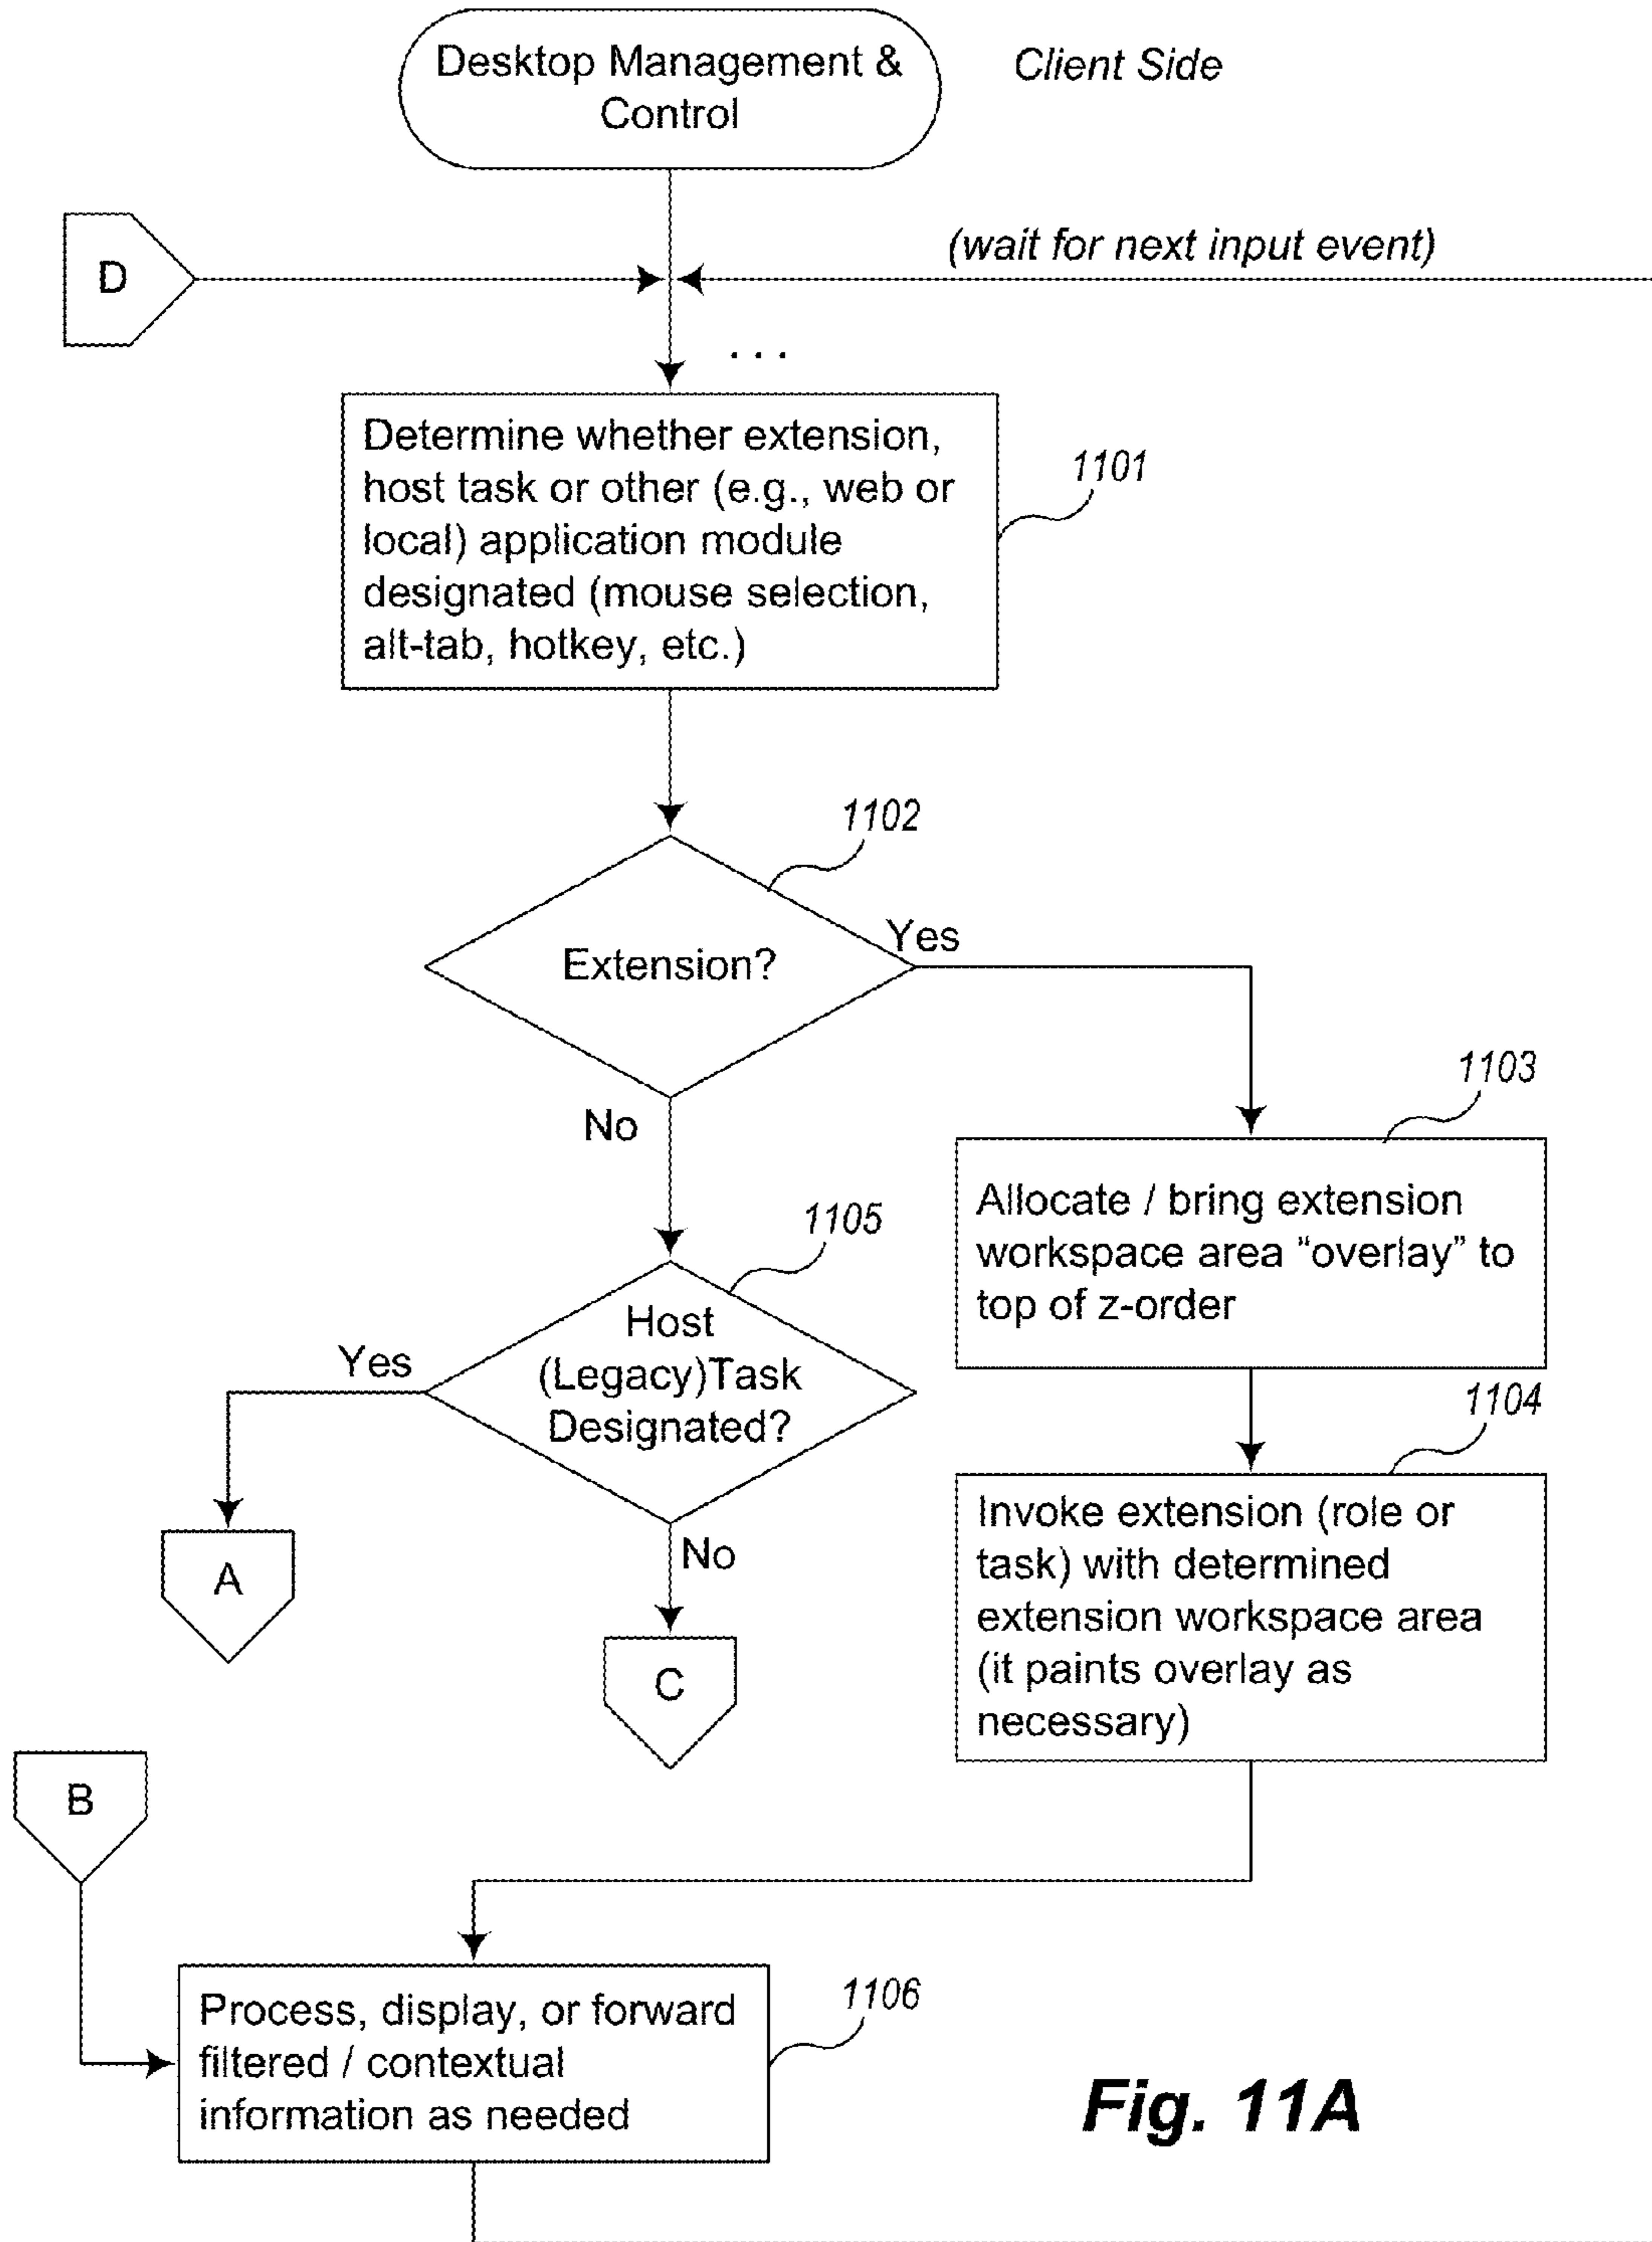 Desktop Management &
Control
Client Side
D
(wait for next input event)
. . .
Determine whether extension,
host task or other (e.g., web or
local) application module
designated (mouse selection,
alt-tab, hotkey, etc.)
1101
1102
Extension?
Yes
No
1103
Allocate / bring extension
workspace area “overlay” to
top of z-order
1105
Host
(Legacy)Task
Designated?
Yes
No
1104
Invoke extension (role or
task) with determined
extension workspace area
(it paints overlay as
necessary)
A
C
B
Process, display, or forward
filtered / contextual
information as needed
1106
Fig. 11A